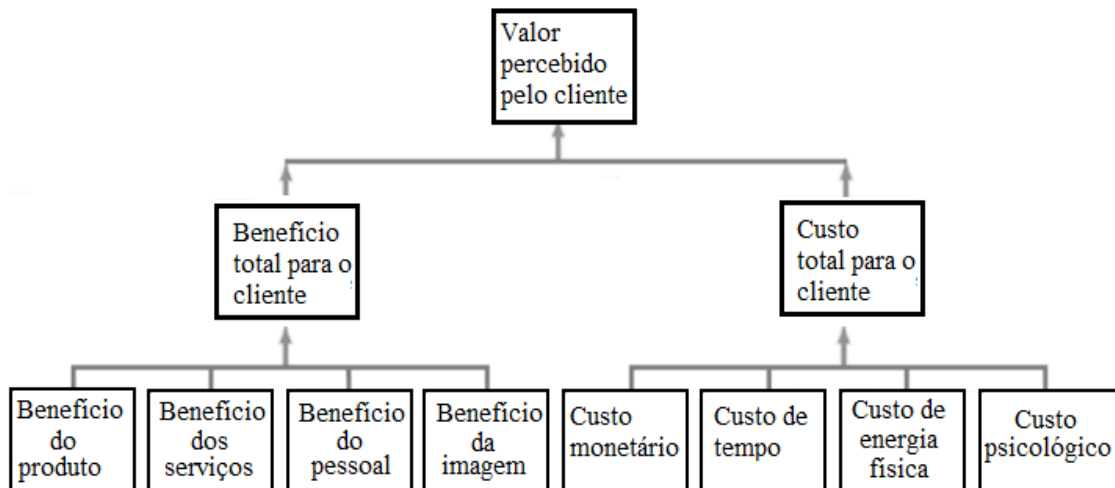 Valor
percebido
pelo cliente
Benefício
total para o
cliente
Custo
total para o
cliente
Benefício
do
produto
Benefício
dos
serviços
Benefício
do
pessoal
Benefício
da
imagem
Custo
monetário
Custo de
tempo
Custo de
energia
física
Custo
psicológico